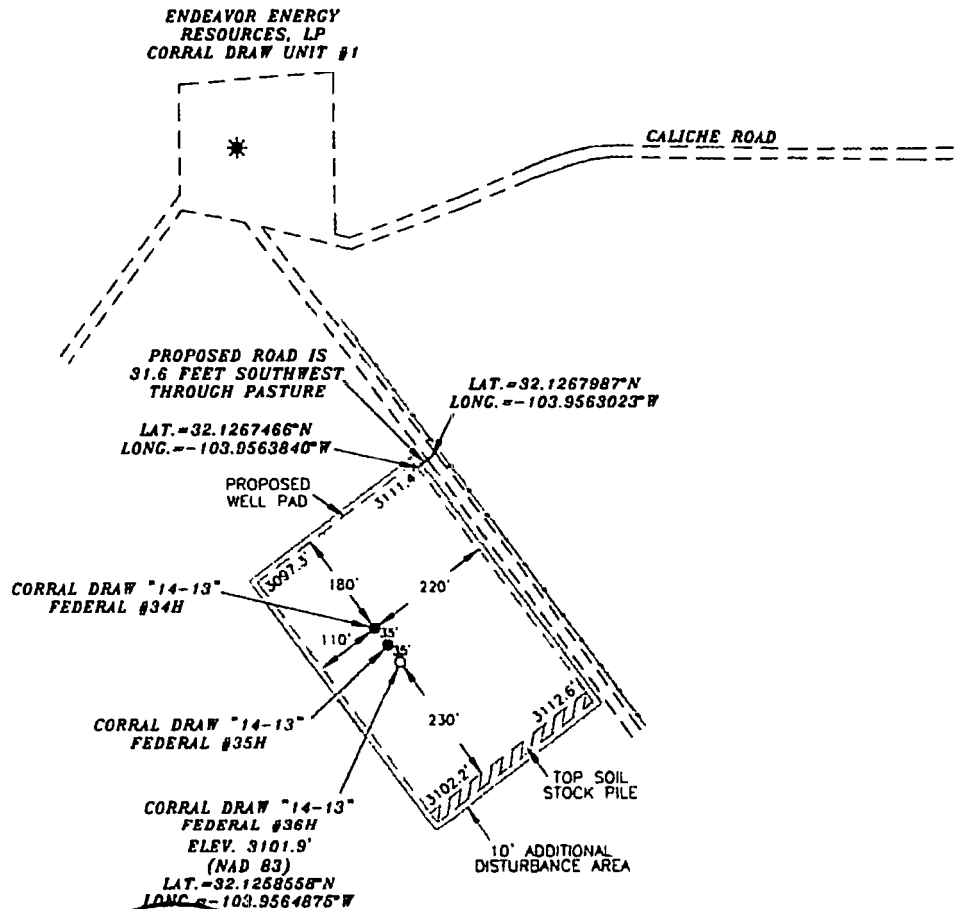 ENDEAVOR ENERGY
RESOURCES, LP
CORRAL DRAW UNIT #1
CALICHE ROAD
PROPOSED ROAD IS
31.6 FEET SOUTHWEST
THROUGH PASTURE
LAT.=32.1267987°N
LONG.=-103.9563023°W
LAT.=32.1267466°N
LONG.=-103.9563840°W
PROPOSED
WELL PAD
3111.4'
3097.3'
180'
220'
CORRAL DRAW "14-13"
FEDERAL #34H
110'
35'
35'
CORRAL DRAW "14-13"
FEDERAL #35H
230'
3112.6'
3102.2'
TOP SOIL
STOCK PILE
CORRAL DRAW "14-13"
FEDERAL #36H
ELEV. 3101.9'
(NAD 83)
LAT.=32.1258558°N
LONG.=-103.9564875°W
10' ADDITIONAL
DISTURBANCE AREA